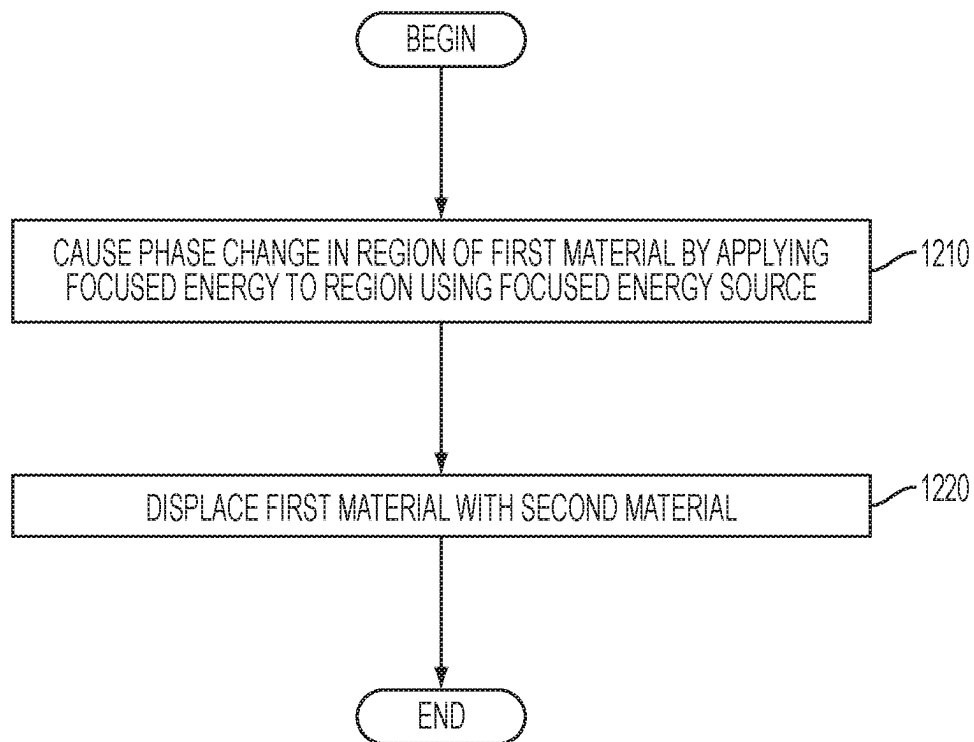 BEGIN
CAUSE PHASE CHANGE IN REGION OF FIRST MATERIAL BY APPLYING
FOCUSED ENERGY TO REGION USING FOCUSED ENERGY SOURCE
1210
DISPLACE FIRST MATERIAL WITH SECOND MATERIAL
1220
END